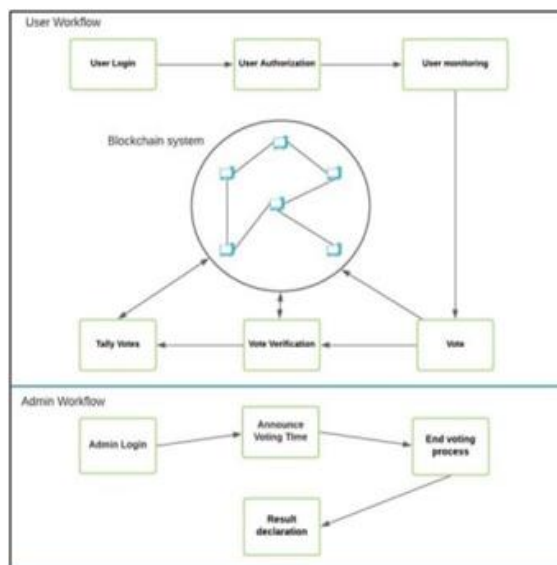 User Workflow
User Login
User Authorization
User monitoring
Blockchain system
Tally Votes
Vote Verification
Vote
Admin Workflow
Admin Login
Announce
Voting Time
End voting
process
Result
declaration